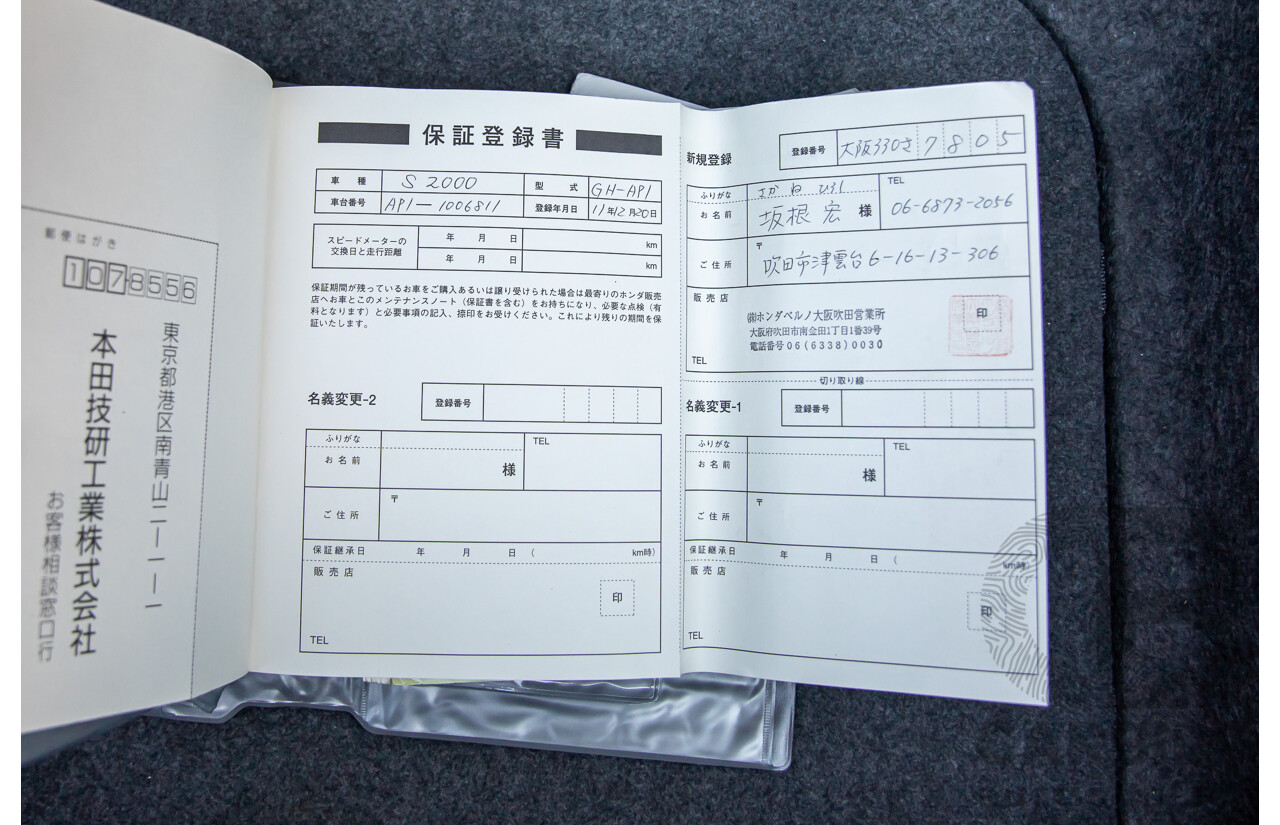 郵便はがき
1078556
東京都港区南青山二ー一ー一
本田技研工業株式会社
お客様相談窓口行
保証登録書
車種 S2000 型式 GH-AP1
車台番号 AP1-1006811 登録年月日 11年12月20日
スピードメーターの
交換日と走行距離
年 月 日 km
年 月 日 km
保証期間が残っているお車をご購入あるいは譲り受けられた場合は最寄りのホンダ販売
店へお車とこのメンテナンスノート（保証書を含む）をお持ちになり、必要な点検（有
料となります）と必要事項の記入、捺印をお受けください。これにより残りの期間を保
証いたします。
名義変更-2 登録番号
ふりがな
お名前 様 TEL
ご住所 〒
保証継承日 年 月 日（ km時）
販売店
印
TEL
新規登録 登録番号 大阪330さ7805
ふりがな さかね ひろし
お名前 坂根 宏 様 TEL 06-6873-2056
ご住所 〒 吹田市津雲台6-16-13-306
販売店
㈱ホンダベルノ大阪吹田営業所
大阪府吹田市南金田1丁目1番39号
電話番号06(6338)0030
印
TEL
切り取り線
名義変更-1 登録番号
ふりがな
お名前 様 TEL
ご住所 〒
保証継承日 年 月 日（ km時）
販売店
印
TEL